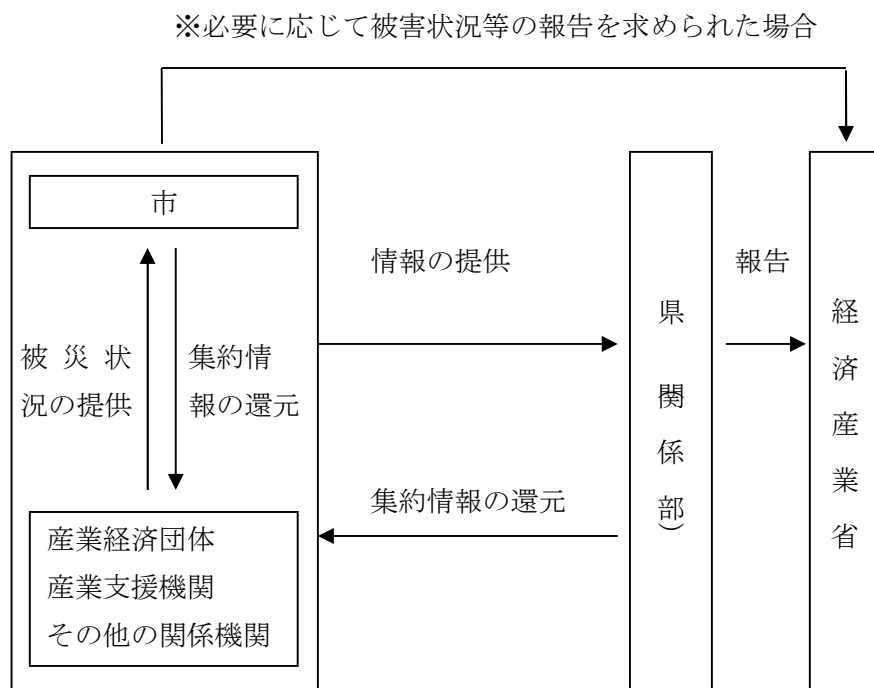 ※必要に応じて被害状況等の報告を求められた場合
市
被災状
況の提供
集約情
報の還元
産業経済団体
産業支援機関
その他の関係機関
情報の提供
集約情報の還元
県 関係部）
報告
経済産業省